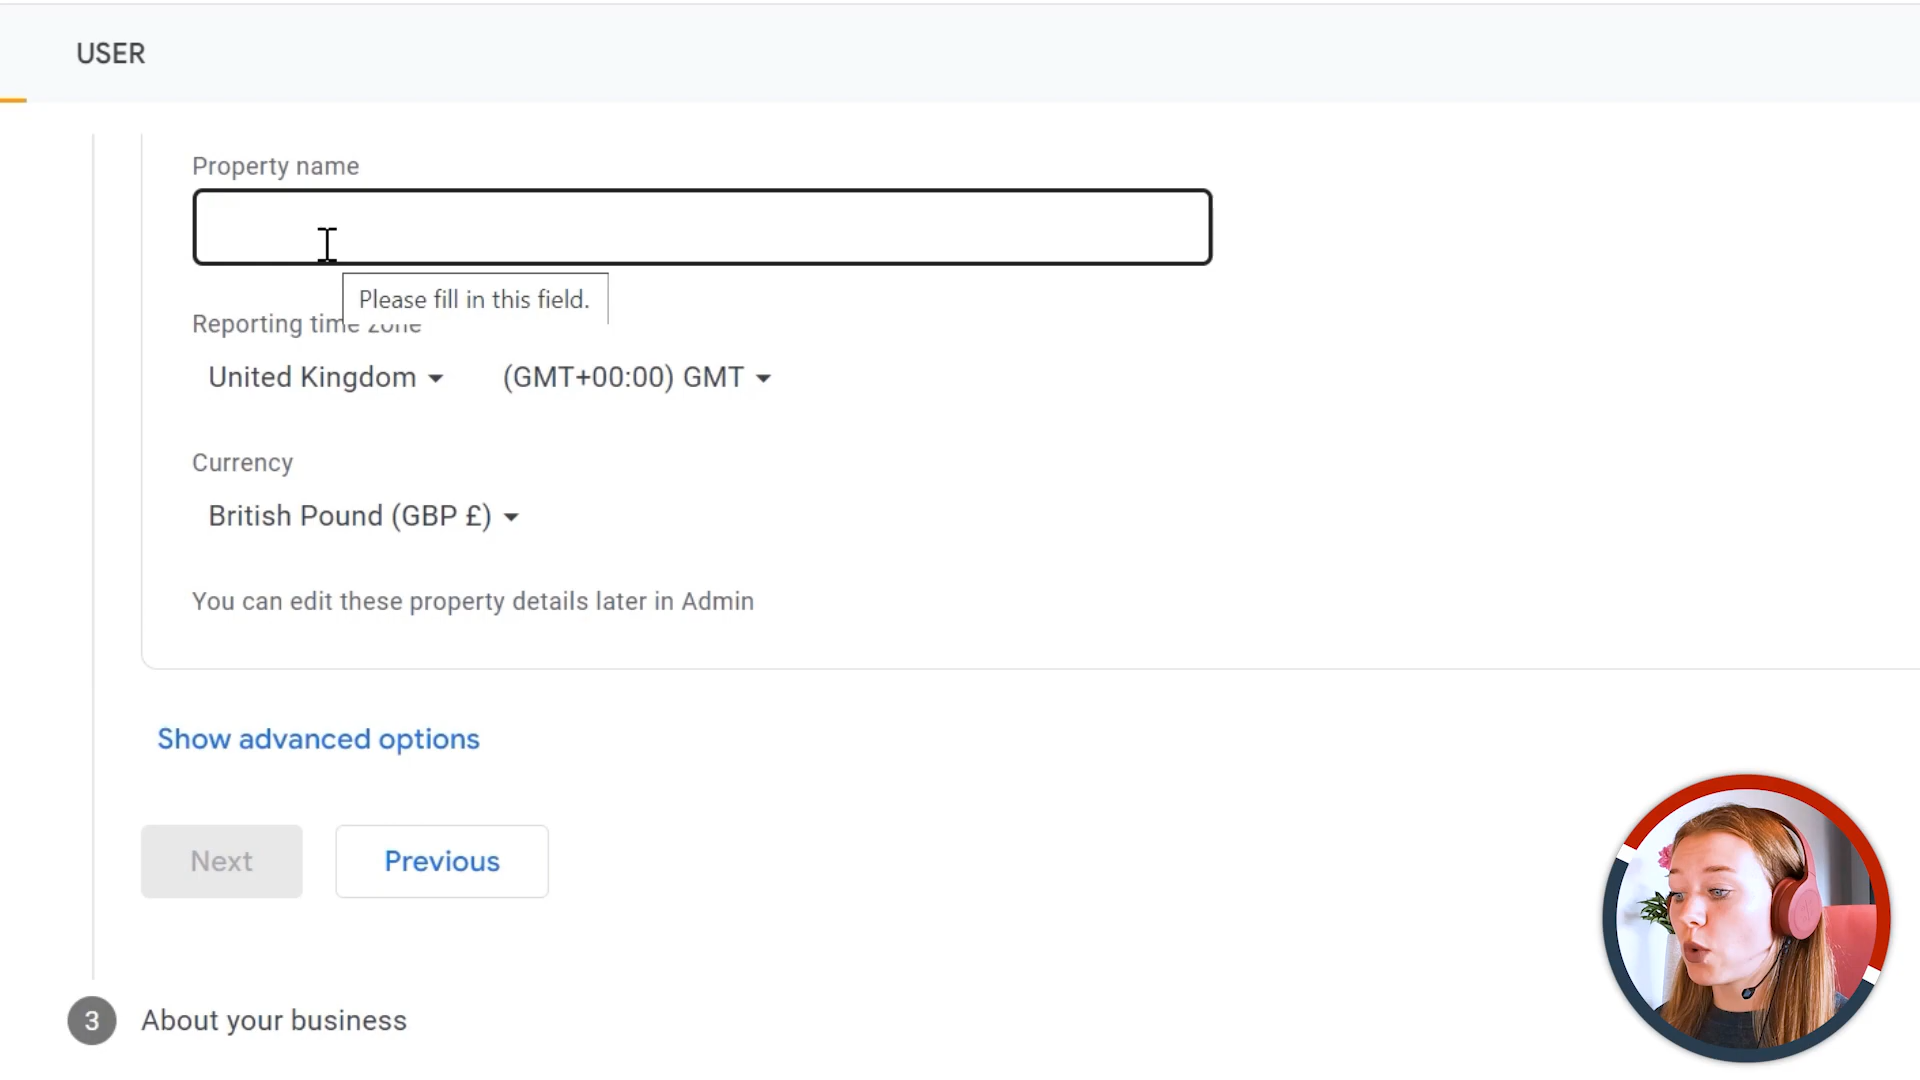 USER
Property name
Please fill in this field.
Reporting time zone
United Kingdom
(GMT+00:00) GMT
Currency
British Pound (GBP £)
You can edit these property details later in Admin
Show advanced options
Next
Previous
3
About your business